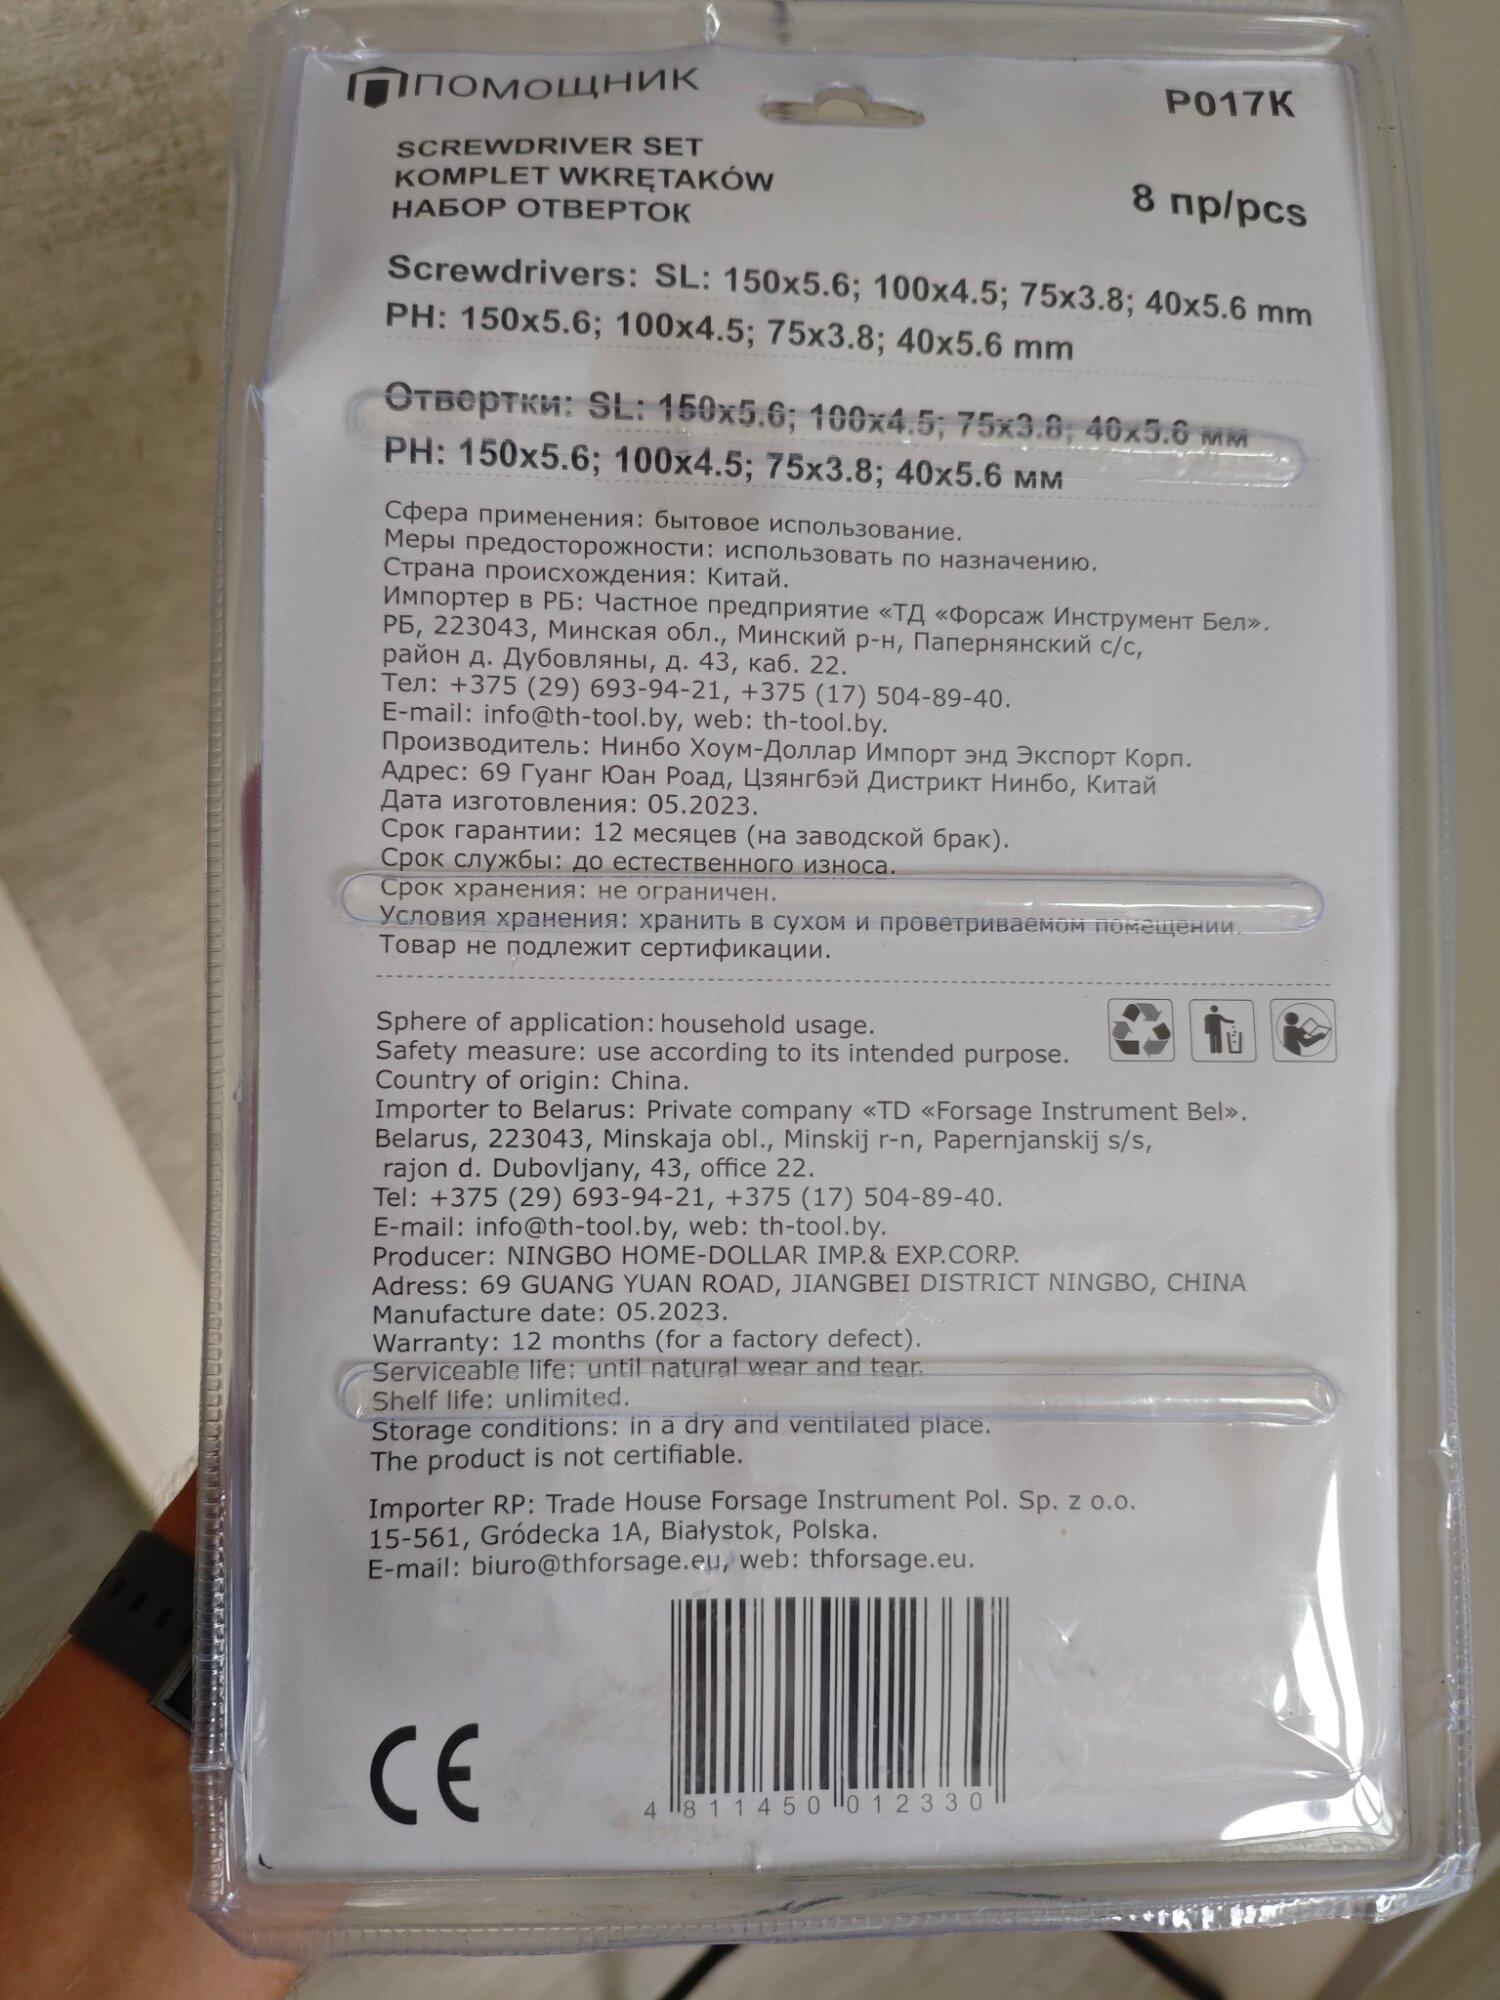 ПОМОЩНИК
P017K
SCREWDRIVER SET
KOMPLET WKRĘTAKÓW
НАБОР ОТВЕРТОК
8 пр/pcs
Screwdrivers: SL: 150x5.6; 100x4.5; 75x3.8; 40x5.6 mm
PH: 150x5.6; 100x4.5; 75x3.8; 40x5.6 mm
Отвертки: SL: 150x5.6; 100x4.5; 75x3.8; 40x5.6 мм
PH: 150x5.6; 100x4.5; 75x3.8; 40x5.6 мм
Сфера применения: бытовое использование.
Меры предосторожности: использовать по назначению.
Страна происхождения: Китай.
Импортер в РБ: Частное предприятие «ТД «Форсаж Инструмент Бел».
РБ, 223043, Минская обл., Минский р-н, Папернянский с/с,
район д. Дубовляны, д. 43, каб. 22.
Тел: +375 (29) 693-94-21, +375 (17) 504-89-40.
E-mail: info@th-tool.by, web: th-tool.by.
Производитель: Нинбо Хоум-Доллар Импорт энд Экспорт Корп.
Адрес: 69 Гуанг Юан Роад, Цзянгбэй Дистрикт Нинбо, Китай
Дата изготовления: 05.2023.
Срок гарантии: 12 месяцев (на заводской брак).
Срок службы: до естественного износа.
Срок хранения: не ограничен.
Условия хранения: хранить в сухом и проветриваемом помещении.
Товар не подлежит сертификации.
Sphere of application: household usage.
Safety measure: use according to its intended purpose.
Country of origin: China.
Importer to Belarus: Private company «TD «Forsage Instrument Bel».
Belarus, 223043, Minskaja obl., Minskij r-n, Papernjanskij s/s,
rajon d. Dubovljany, 43, office 22.
Tel: +375 (29) 693-94-21, +375 (17) 504-89-40.
E-mail: info@th-tool.by, web: th-tool.by.
Producer: NINGBO HOME-DOLLAR IMP.& EXP.CORP.
Adress: 69 GUANG YUAN ROAD, JIANGBEI DISTRICT NINGBO, CHINA
Manufacture date: 05.2023.
Warranty: 12 months (for a factory defect).
Serviceable life: until natural wear and tear.
Shelf life: unlimited.
Storage conditions: in a dry and ventilated place.
The product is not certifiable.
Importer RP: Trade House Forsage Instrument Pol. Sp. z o.o.
15-561, Gródecka 1A, Białystok, Polska.
E-mail: biuro@thforsage.eu, web: thforsage.eu.
CE
4 811450 012330